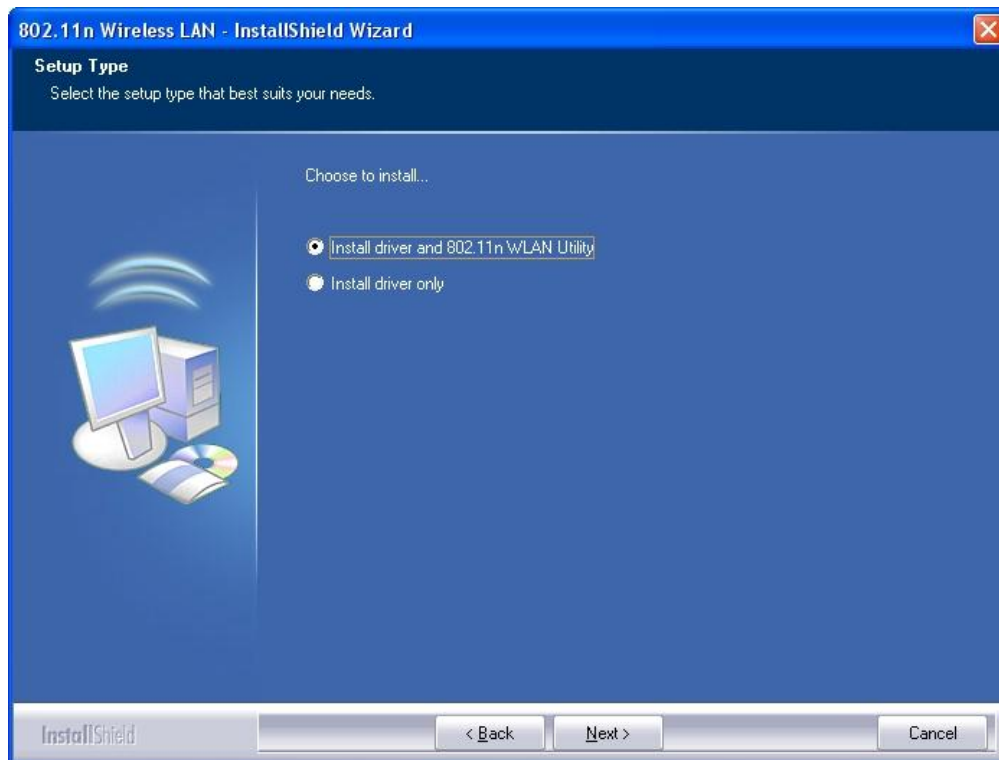 802.11n Wireless LAN - InstallShield Wizard
Setup Type
Select the setup type that best suits your needs.
Choose to install...
Install driver and 802.11n WLAN Utility
Install driver only
InstallShield
< Back
Next >
Cancel